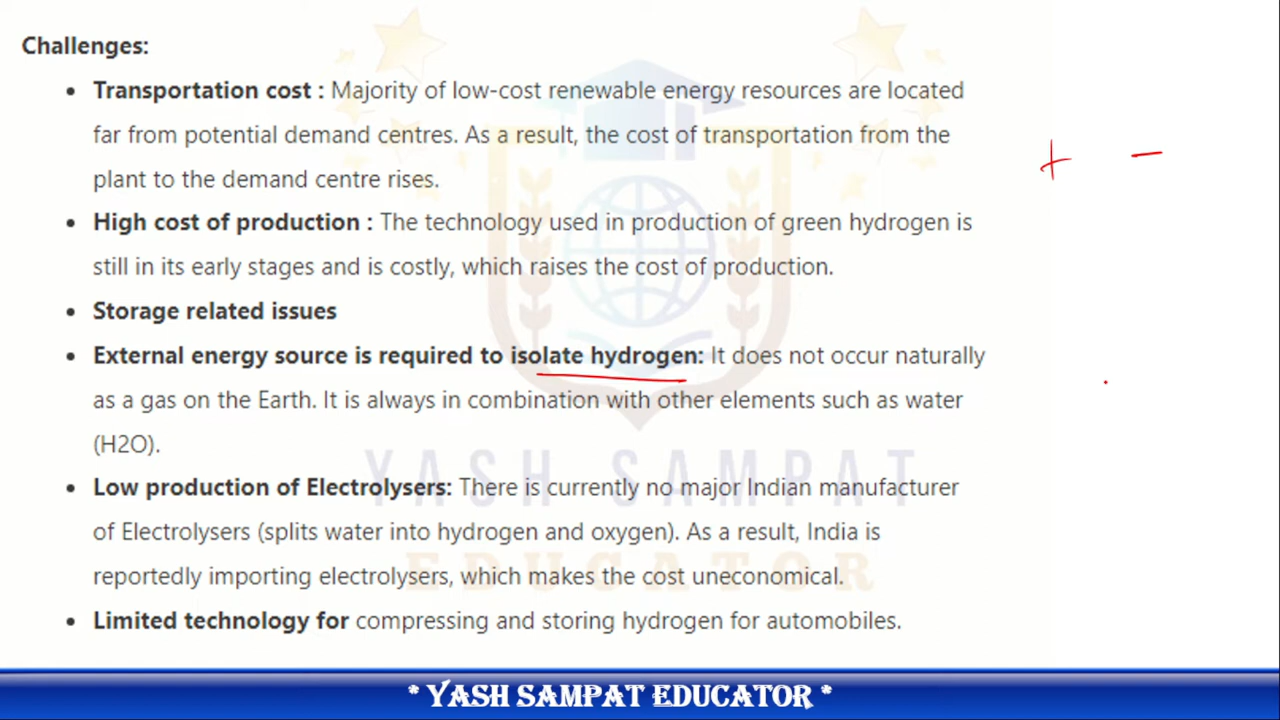 Challenges:
• Transportation cost : Majority of low-cost renewable energy resources are located
far from potential demand centres. As a result, the cost of transportation from the
plant to the demand centre rises.
+ −
• High cost of production : The technology used in production of green hydrogen is
still in its early stages and is costly, which raises the cost of production.
• Storage related issues
• External energy source is required to isolate hydrogen: It does not occur naturally
as a gas on the Earth. It is always in combination with other elements such as water
(H2O).
YASH SAMPAT
• Low production of Electrolysers: There is currently no major Indian manufacturer
of Electrolysers (splits water into hydrogen and oxygen). As a result, India is
EDUCATOR
reportedly importing electrolysers, which makes the cost uneconomical.
• Limited technology for compressing and storing hydrogen for automobiles.
* YASH SAMPAT EDUCATOR *